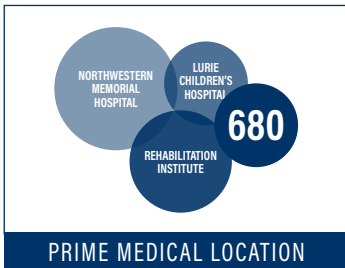 NORTHWESTERN
MEMORIAL
HOSPITAL
LURIE
CHILDREN'S
HOSPITAL
680
REHABILITATION
INSTITUTE
PRIME MEDICAL LOCATION